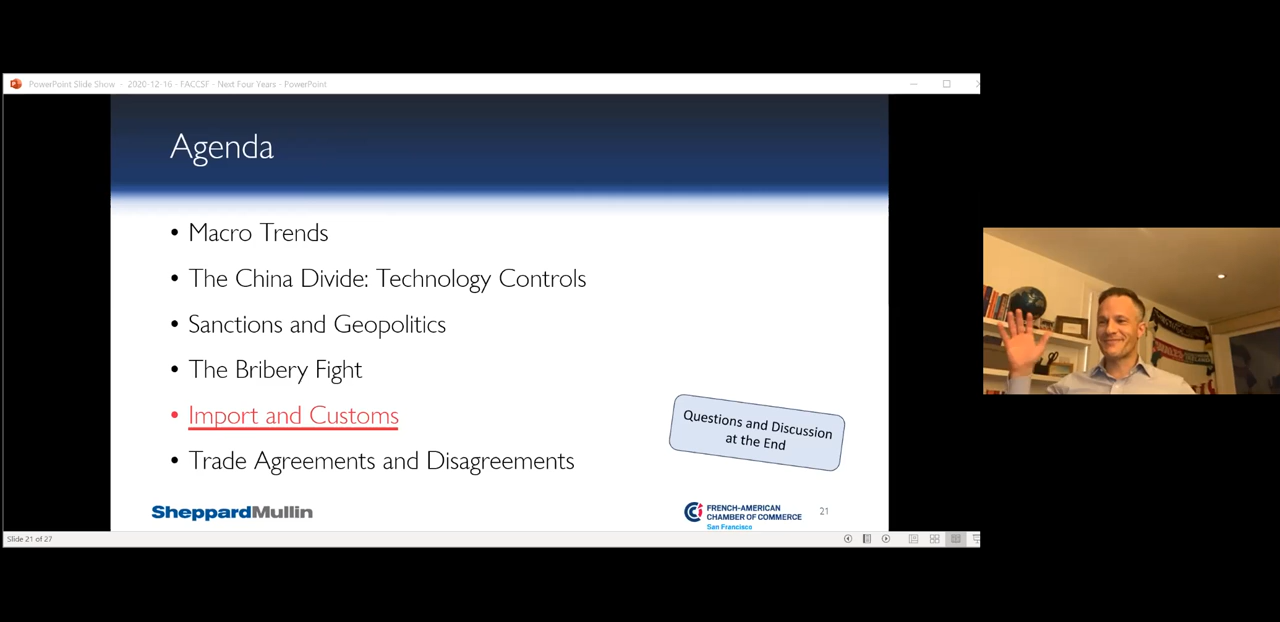 PowerPoint Slide Show - 2020-12-16 - FACCSF - Next Four Years - PowerPoint
Agenda
• Macro Trends
• The China Divide: Technology Controls
• Sanctions and Geopolitics
• The Bribery Fight
• Import and Customs
• Trade Agreements and Disagreements
Questions and Discussion
at the End
SheppardMullin
CCI
FRENCH-AMERICAN
CHAMBER OF COMMERCE
San Francisco
21
Slide 21 of 27